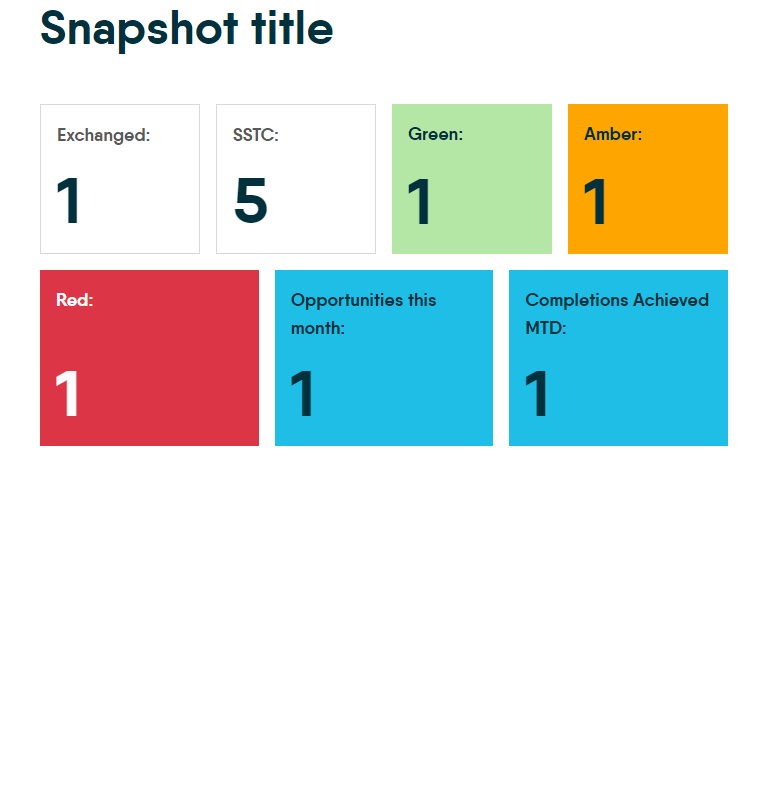 Snapshot title
Exchanged:
1
SSTC:
5
Green:
1
Amber:
1
Red:
1
Opportunities this
month:
1
Completions Achieved
MTD:
1